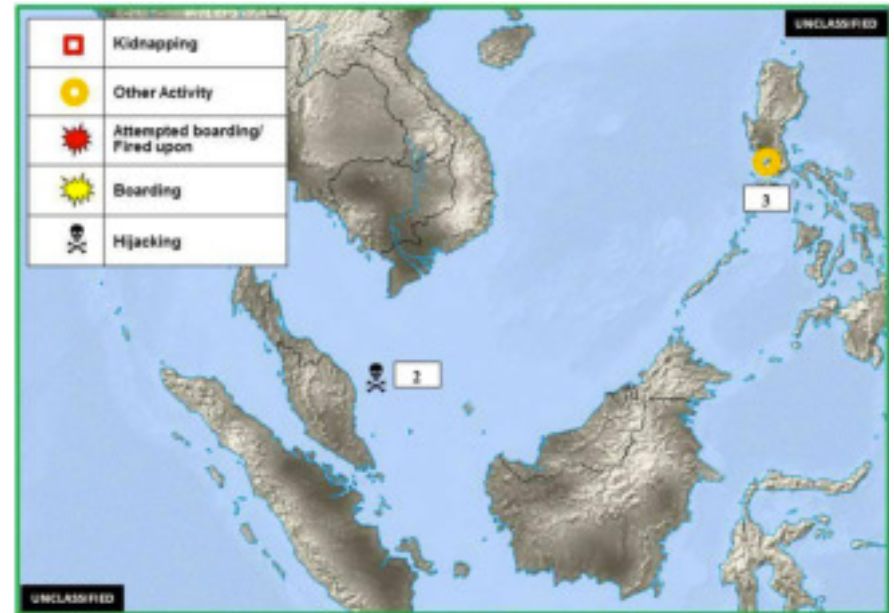 UNCLASSIFIED
Kidnapping
Other Activity
Attempted boarding/
Fired upon
Boarding
Hijacking
3
2
UNCLASSIFIED